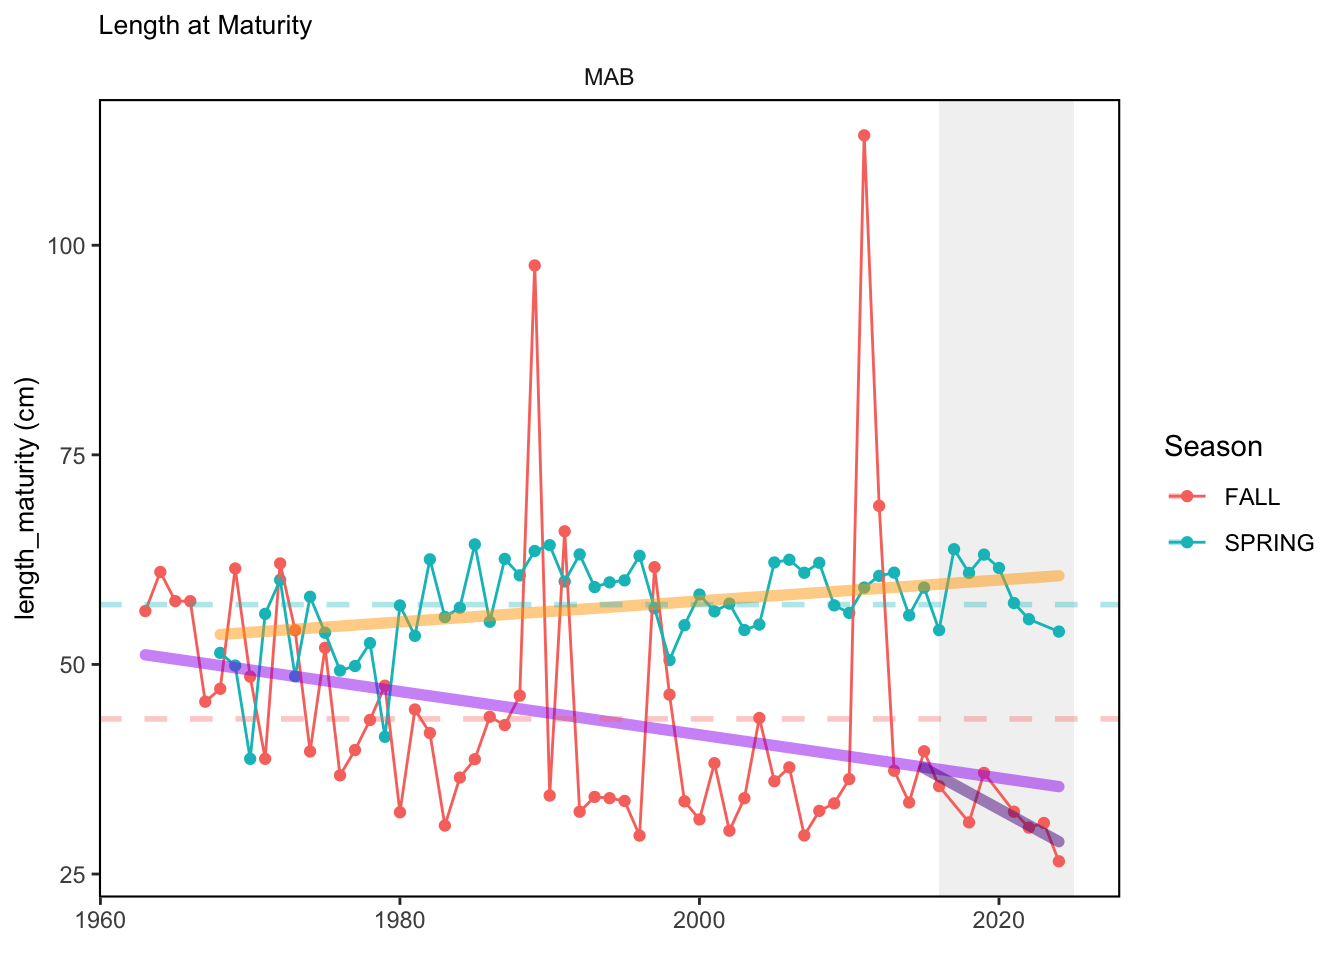 Length at Maturity
MAB
length_maturity (cm)
100
75
50
25
1960
1980
2000
2020
Season
FALL
SPRING